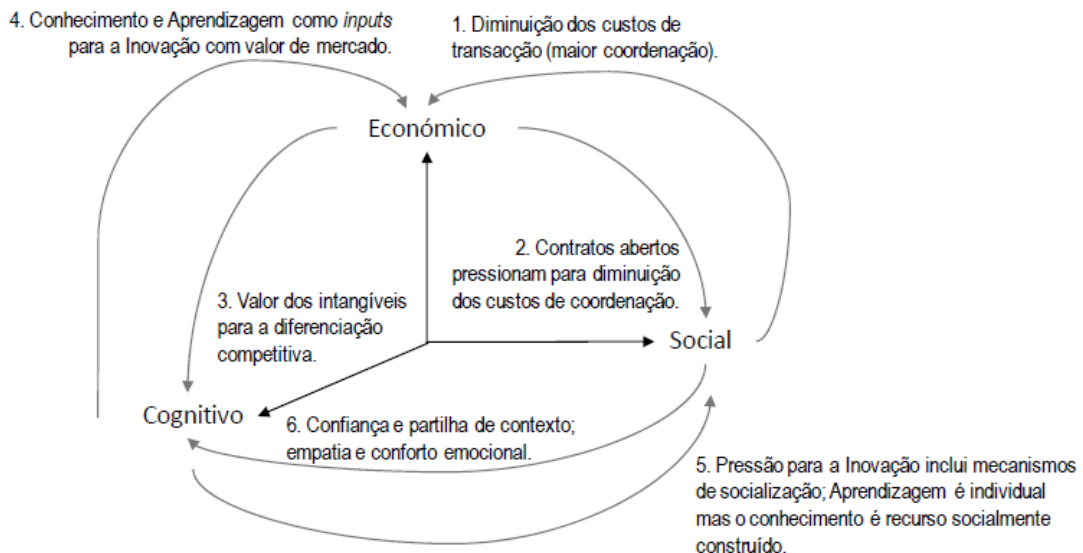 4. Conhecimento e Aprendizagem como inputs
para a Inovação com valor de mercado.
1. Diminuição dos custos de
transacção (maior coordenação).
Económico
2. Contratos abertos
pressionam para diminuição
dos custos de coordenação.
3. Valor dos intangíveis
para a diferenciação
competitiva.
Social
Cognitivo
6. Confiança e partilha de contexto;
empatia e conforto emocional.
5. Pressão para a Inovação inclui mecanismos
de socialização; Aprendizagem é individual
mas o conhecimento é recurso socialmente
construído.